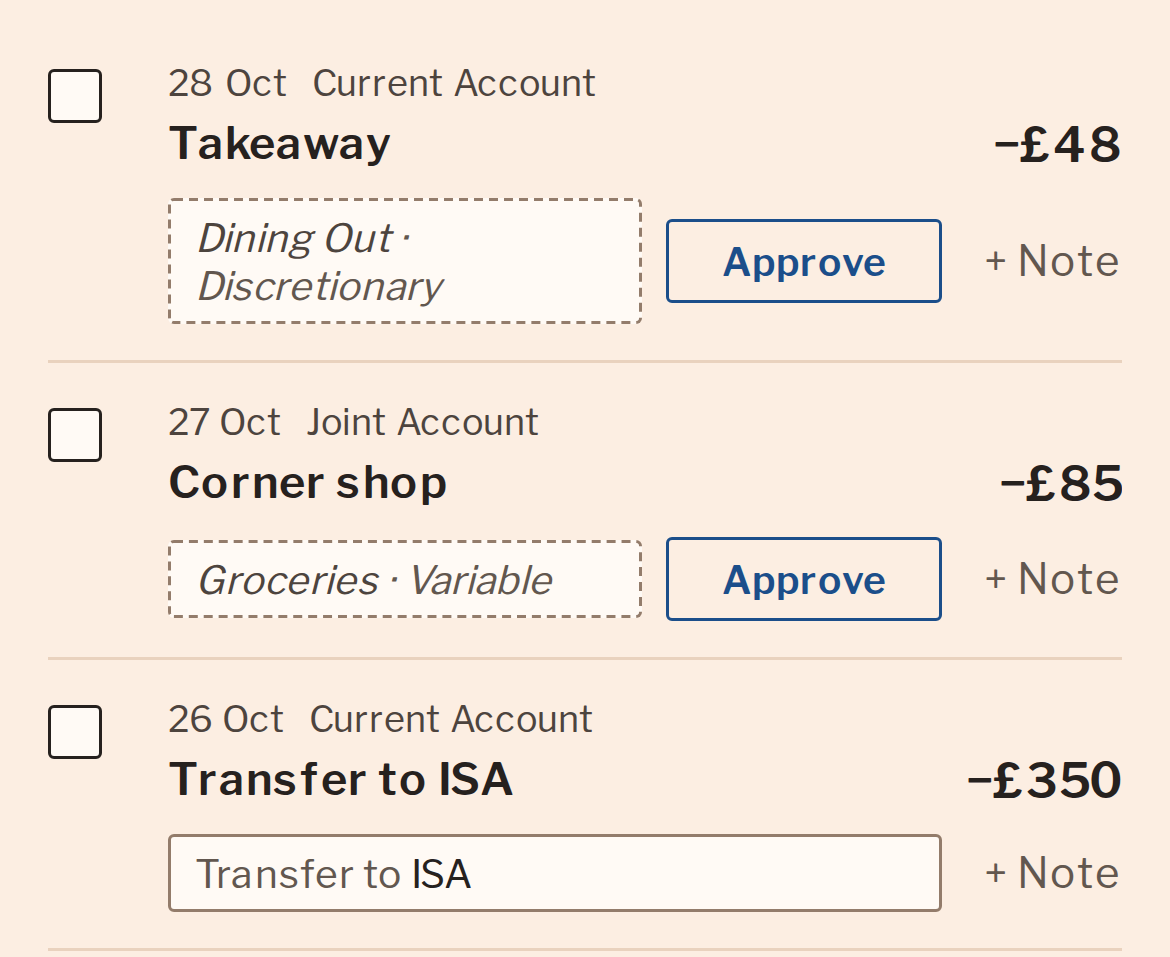 28 Oct Current Account
Takeaway
−£48
Dining Out ·
Discretionary
Approve
+ Note
27 Oct Joint Account
Corner shop
−£85
Groceries · Variable
Approve
+ Note
26 Oct Current Account
Transfer to ISA
−£350
Transfer to ISA
+ Note